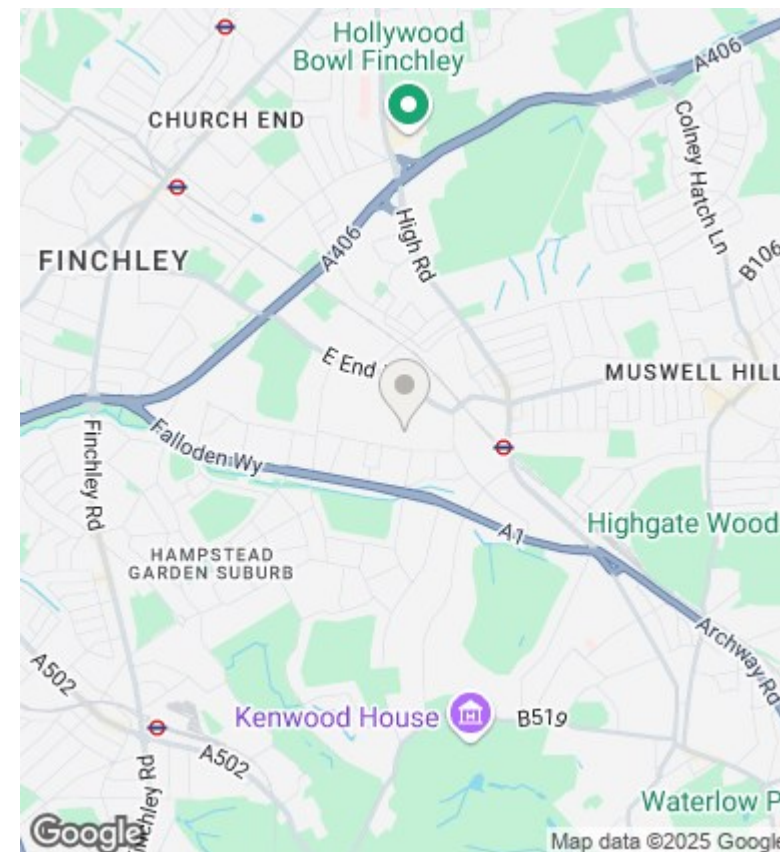 Hollywood
Bowl Finchley
A406
CHURCH END
Colney Hatch Ln
High Rd
A406
FINCHLEY
B106
E End
MUSWELL HILL
Finchley Rd
Falloden Wy
A1
Highgate Wood
HAMPSTEAD
GARDEN SUBURB
Archway Rd
A502
Kenwood House
B519
A502
Finchley Rd
Waterlow P
Google
Map data ©2025 Google